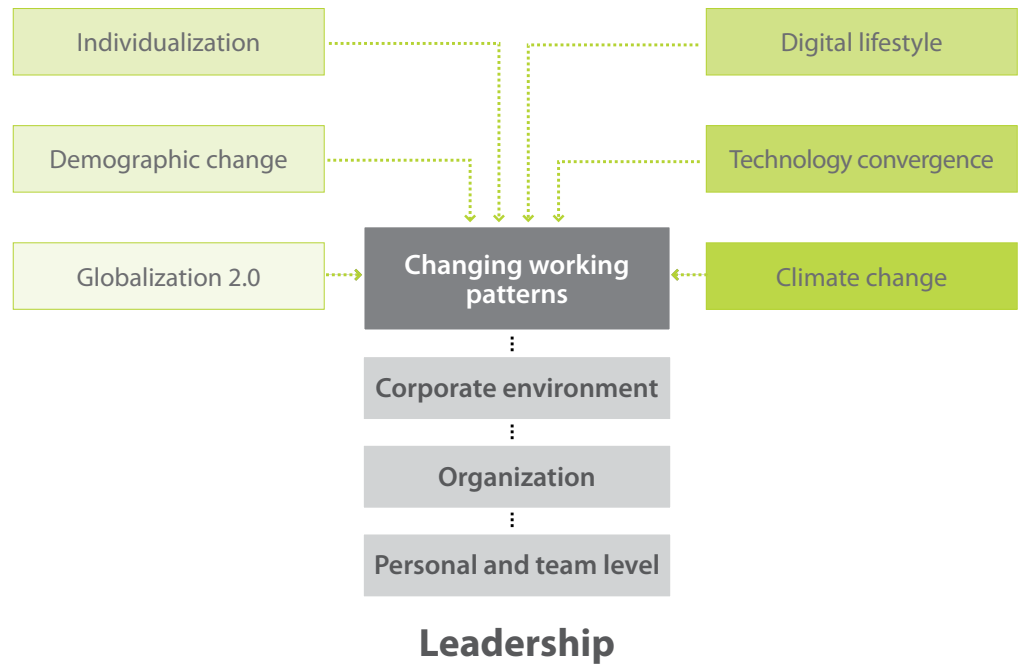 Individualization
Digital lifestyle
Demographic change
Technology convergence
Globalization 2.0
Changing working
patterns
Climate change
Corporate environment
Organization
Personal and team level
Leadership